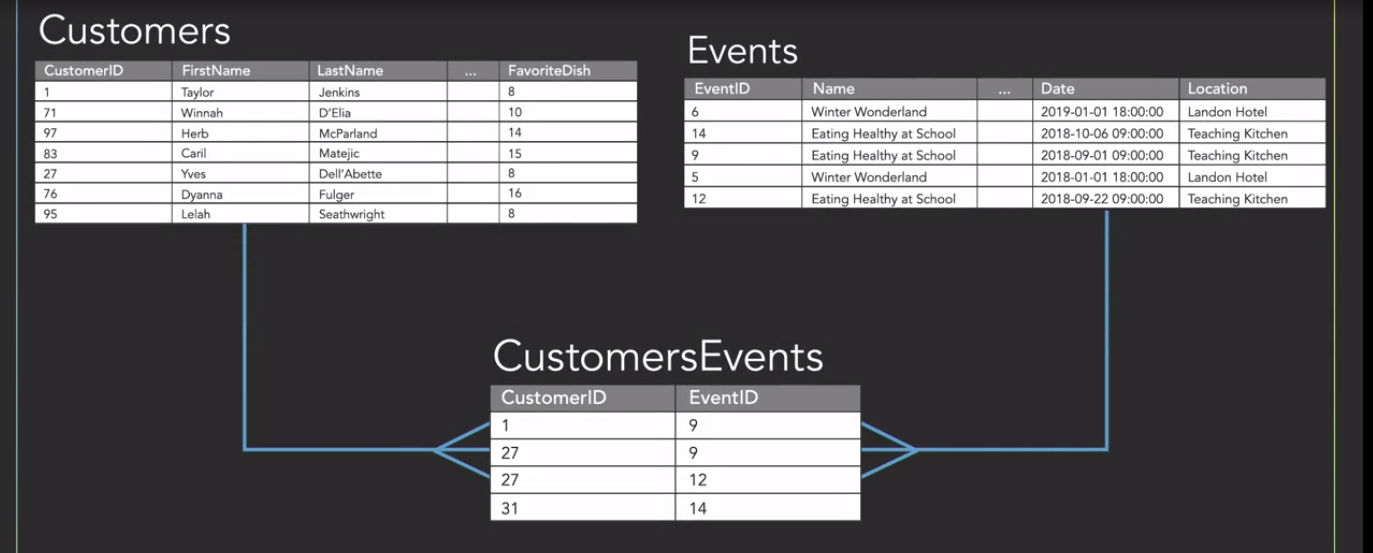 Customers
CustomerID FirstName LastName ... FavoriteDish
1 Taylor Jenkins 8
71 Winnah D'Elia 10
97 Herb McParland 14
83 Caril Matejic 15
27 Yves Dell'Abette 8
76 Dyanna Fulger 16
95 Lelah Seathwright 8
Events
EventID Name ... Date Location
6 Winter Wonderland 2019-01-01 18:00:00 Landon Hotel
14 Eating Healthy at School 2018-10-06 09:00:00 Teaching Kitchen
9 Eating Healthy at School 2018-09-01 09:00:00 Teaching Kitchen
5 Winter Wonderland 2018-01-01 18:00:00 Landon Hotel
12 Eating Healthy at School 2018-09-22 09:00:00 Teaching Kitchen
CustomersEvents
CustomerID EventID
1 9
27 9
27 12
31 14